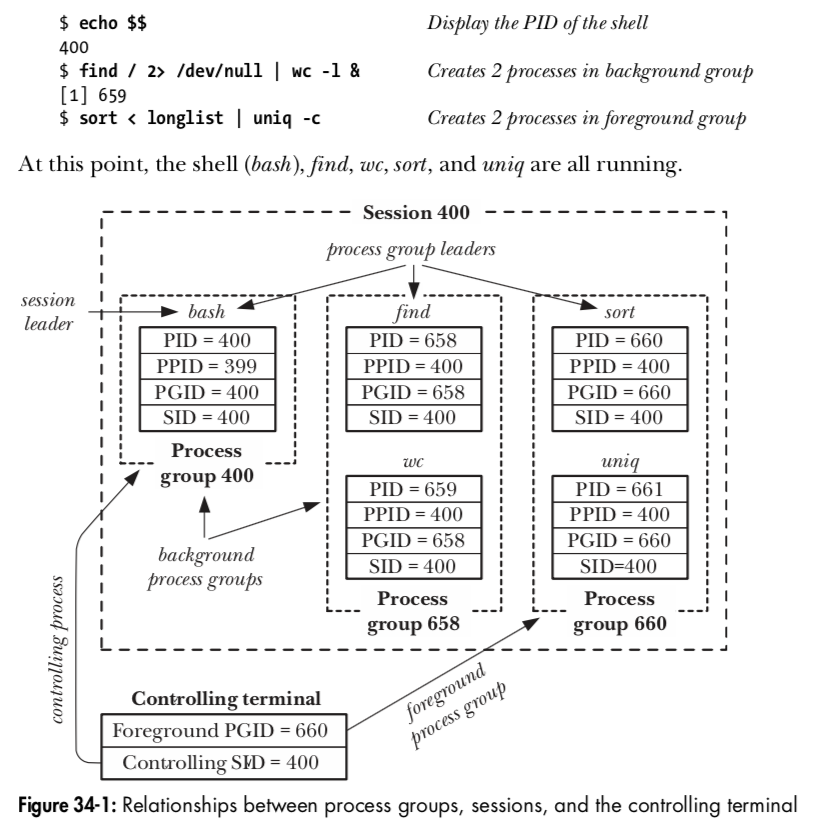 $ echo $$ Display the PID of the shell
400
$ find / 2> /dev/null | wc -l & Creates 2 processes in background group
[1] 659
$ sort < longlist | uniq -c Creates 2 processes in foreground group
At this point, the shell (bash), find, wc, sort, and uniq are all running.
Session 400
process group leaders
session
leader
bash
PID = 400
PPID = 399
PGID = 400
SID = 400
Process
group 400
find
PID = 658
PPID = 400
PGID = 658
SID = 400
wc
PID = 659
PPID = 400
PGID = 658
SID = 400
Process
group 658
sort
PID = 660
PPID = 400
PGID = 660
SID = 400
uniq
PID = 661
PPID = 400
PGID = 660
SID=400
Process
group 660
background
process groups
controlling process
foreground
process group
Controlling terminal
Foreground PGID = 660
Controlling SID = 400
Figure 34-1: Relationships between process groups, sessions, and the controlling terminal